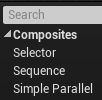 Search
Composites
Selector
Sequence
Simple Parallel